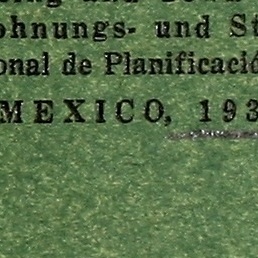 ohnungs- und St
onal de Planificació
MEXICO, 193